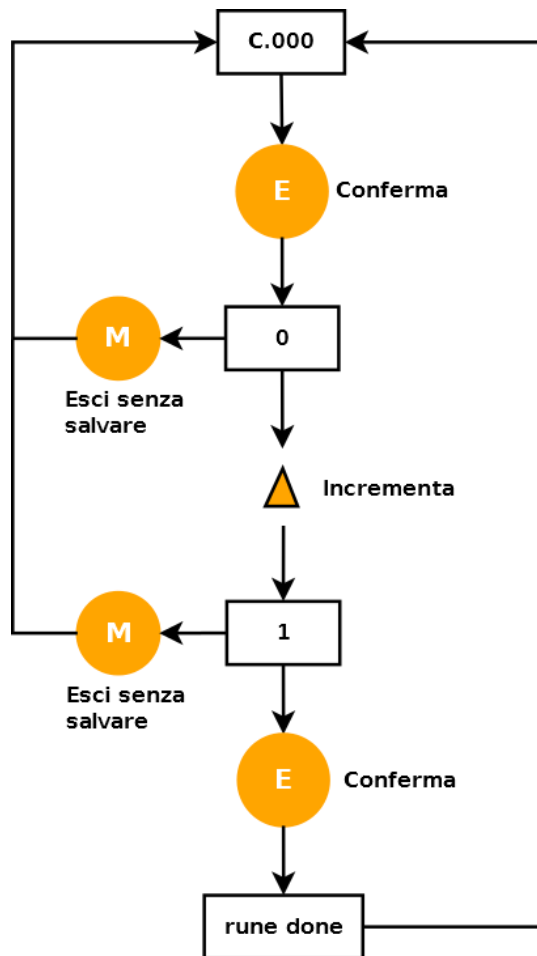 C.000
E
Conferma
M
0
Esci senza
salvare
Incrementa
M
1
Esci senza
salvare
E
Conferma
rune done